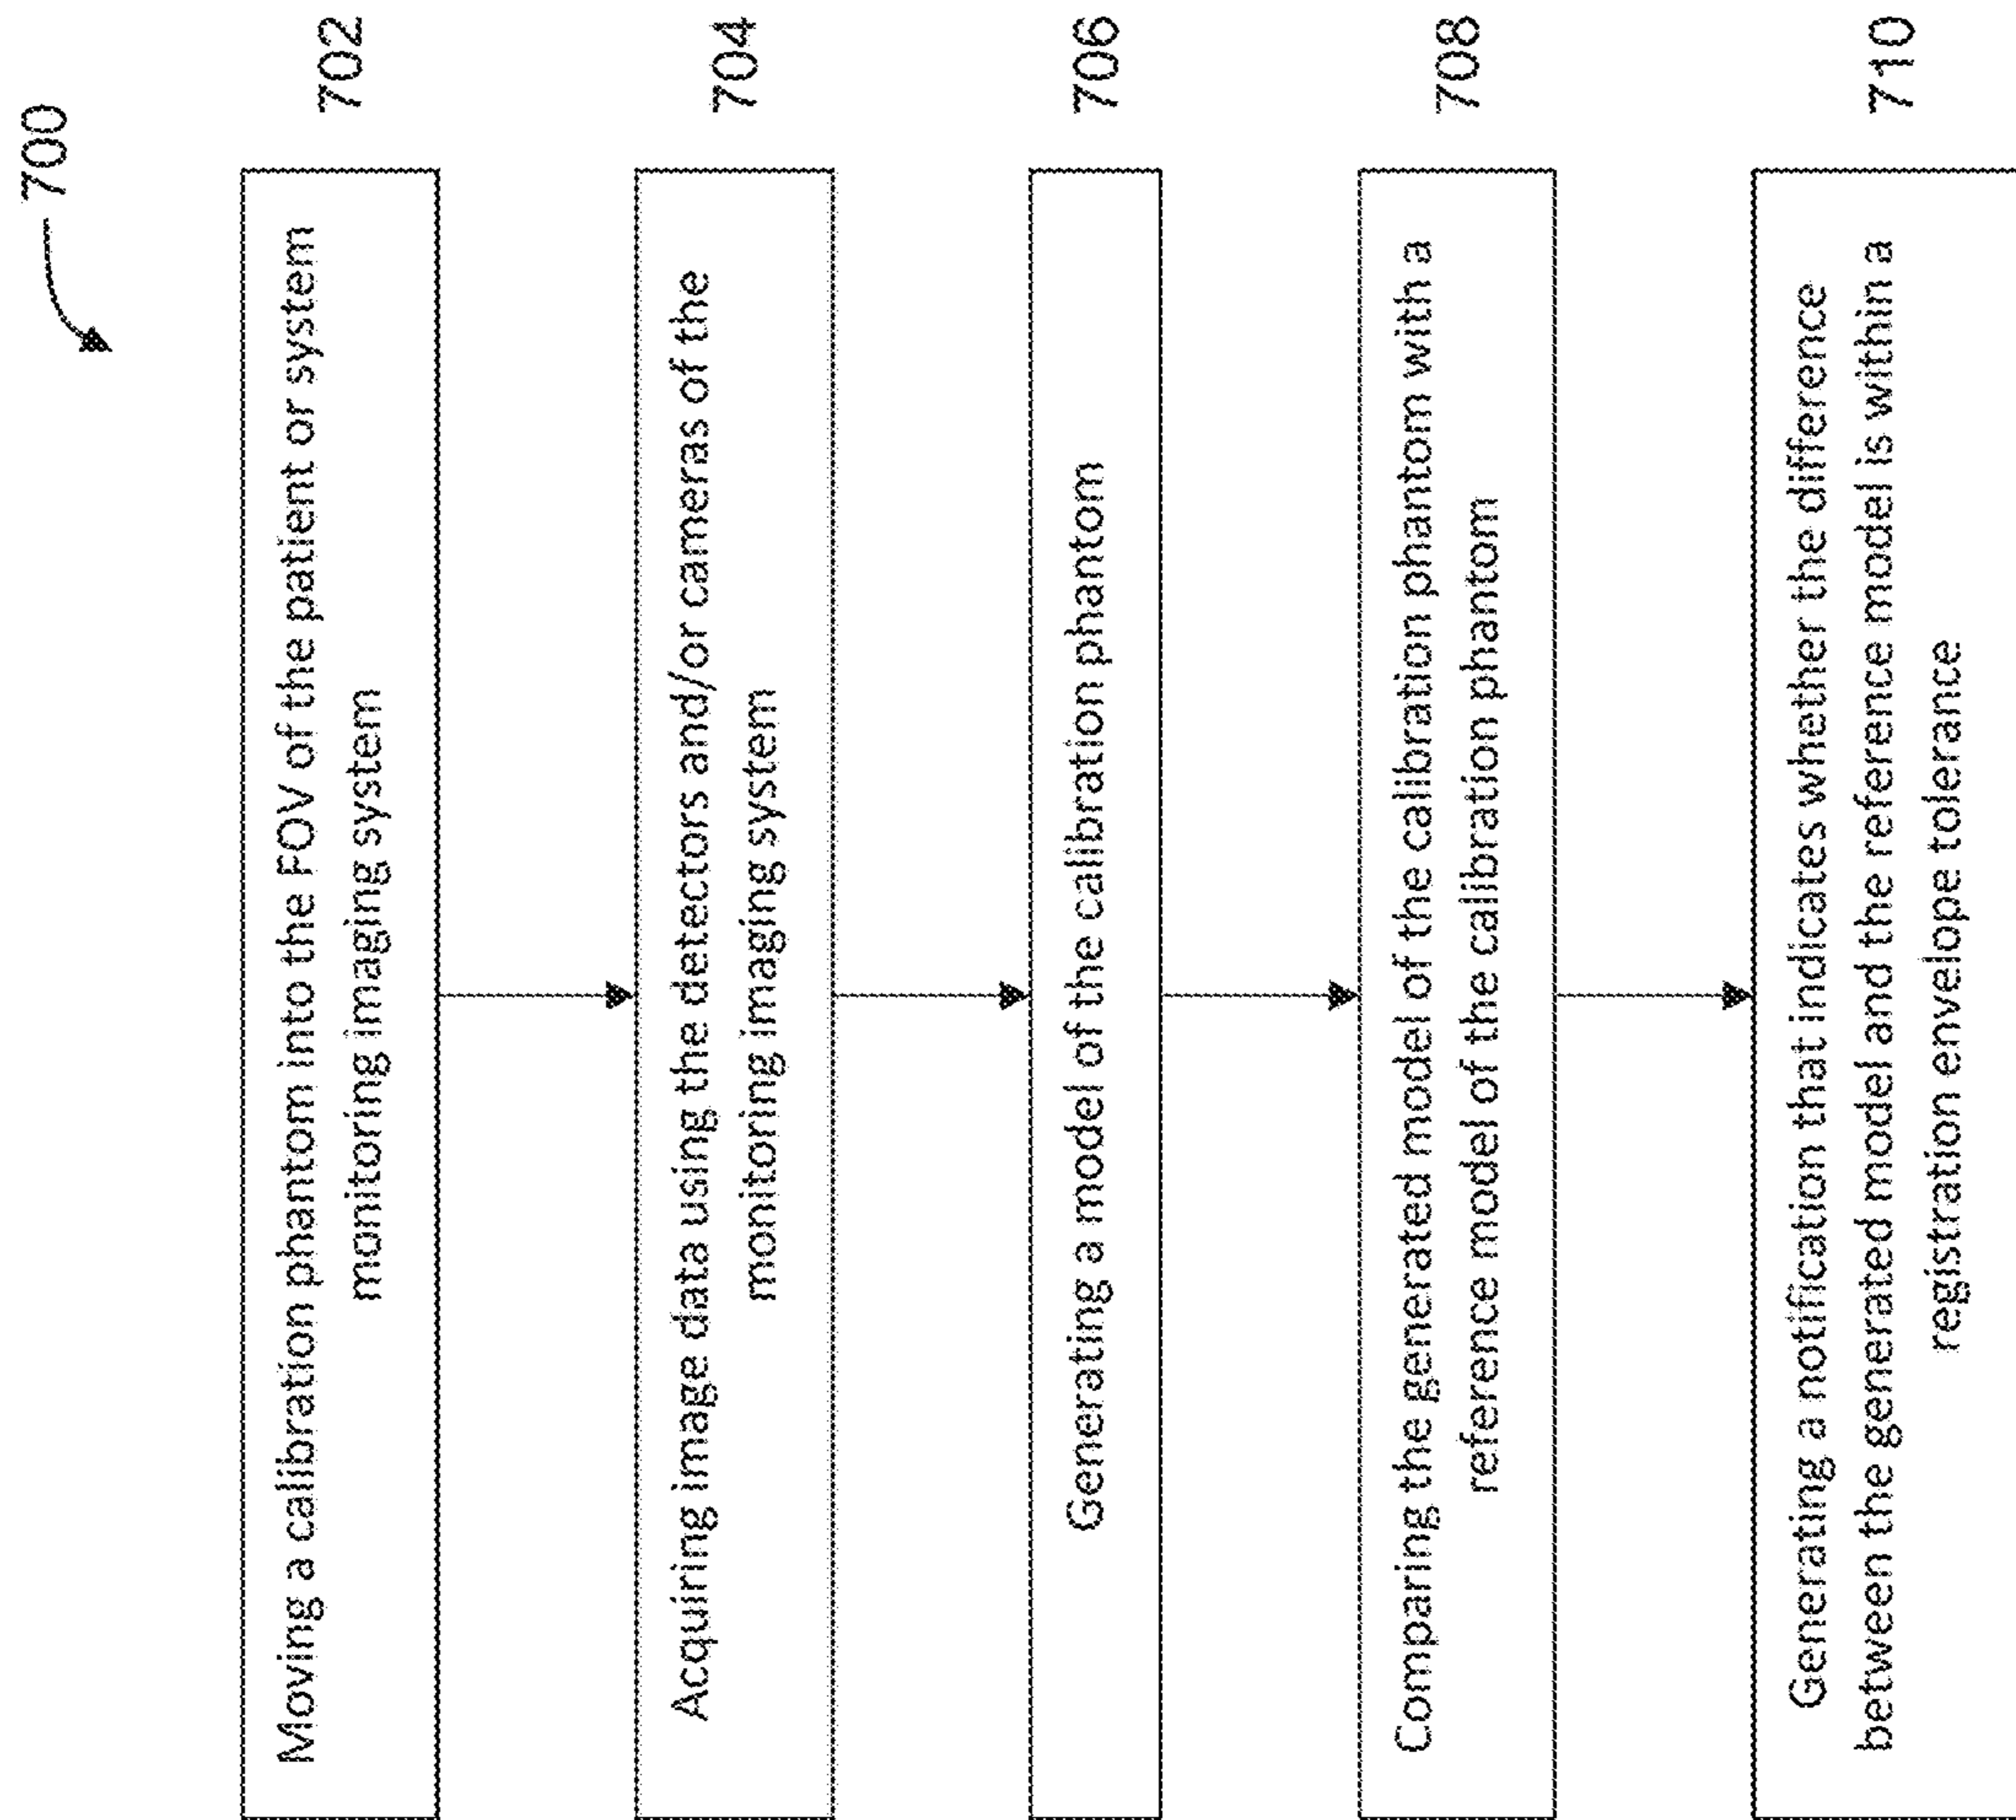 700
Moving a calibration phantom into the FOV of the patient or system
monitoring imaging system
702
Acquiring image data using the detectors and/or cameras of the
monitoring imaging system
704
Generating a model of the calibration phantom
706
Comparing the generated model of the calibration phantom with a
reference model of the calibration phantom
708
Generating a notification that indicates whether the difference
between the generated model and the reference model is within a
registration envelope tolerance
710